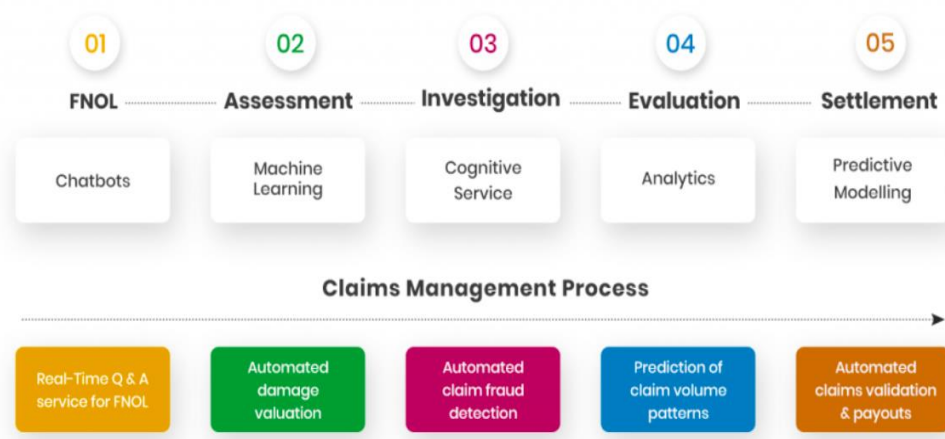 01
02
03
04
05
FNOL
Assessment
Investigation
Evaluation
Settlement
Chatbots
Machine
Learning
Cognitive
Service
Analytics
Predictive
Modelling
Claims Management Process
Real-Time Q & A
service for FNOL
Automated
damage
valuation
Automated
claim fraud
detection
Prediction of
claim volume
patterns
Automated
claims validation
& payouts